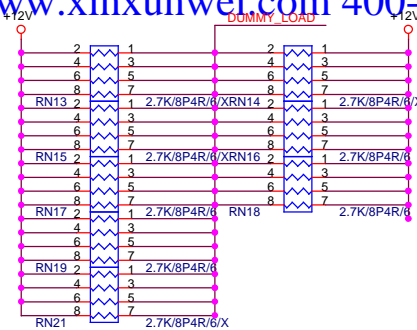 www.xinxunwei.com 400-
+12V DUMMY_LOAD +12V
2 1 2 1
4 3 4 3
6 5 6 5
8 7 8 7
RN13 2.7K/8P4R/6/X RN14 2.7K/8P4R/6/X
2 1 2 1
4 3 4 3
6 5 6 5
8 7 8 7
RN15 2.7K/8P4R/6/X RN16 2.7K/8P4R/6
2 1 2 1
4 3 4 3
6 5 6 5
8 7 8 7
RN17 2.7K/8P4R/6 RN18 2.7K/8P4R/6
2 1
4 3
6 5
8 7
RN19 2.7K/8P4R/6
2 1
4 3
6 5
8 7
RN21 2.7K/8P4R/6/X